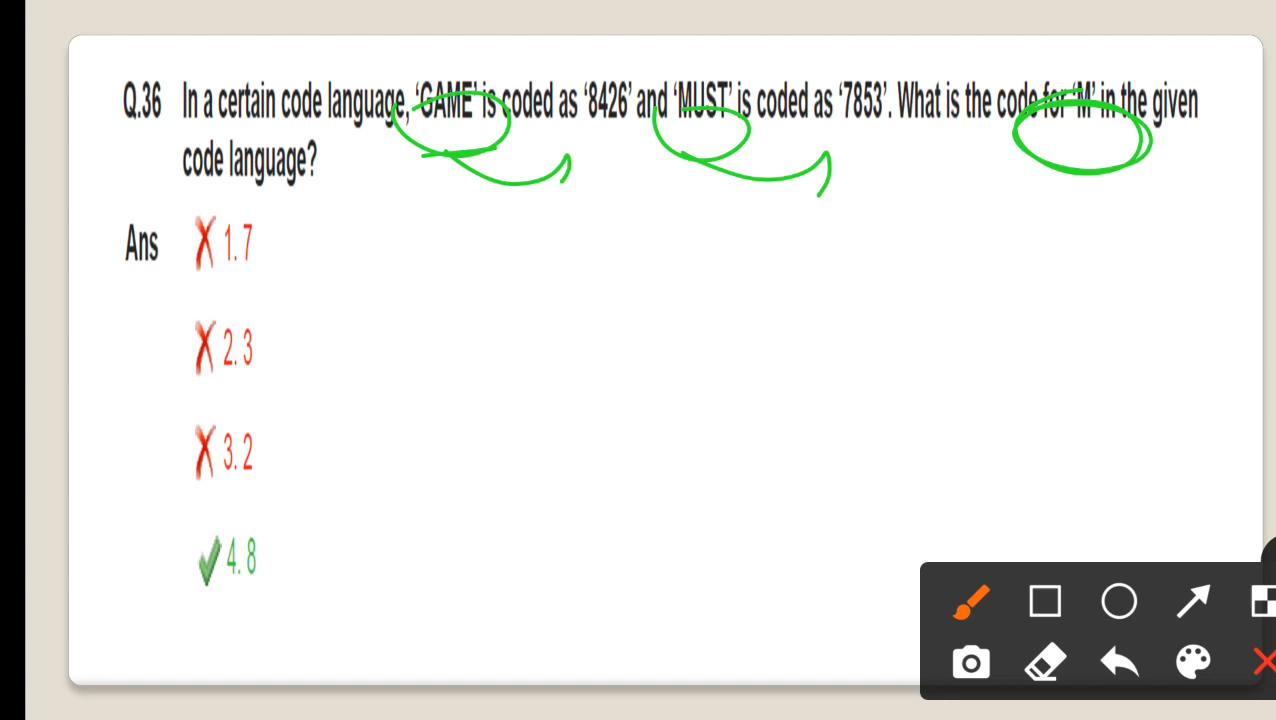 Q.36 In a certain code language, ‘GAME’ is coded as ‘8426’ and ‘MUST’ is coded as ‘7853’. What is the code for ‘M’ in the given
code language?
Ans 1. 7
2. 3
3. 2
4. 8